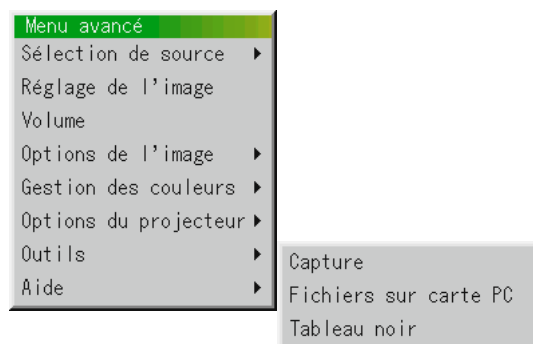 Menu avancé
Sélection de source
Réglage de l'image
Volume
Options de l'image
Gestion des couleurs
Options du projecteur
Outils
Aide
Capture
Fichiers sur carte PC
Tableau noir